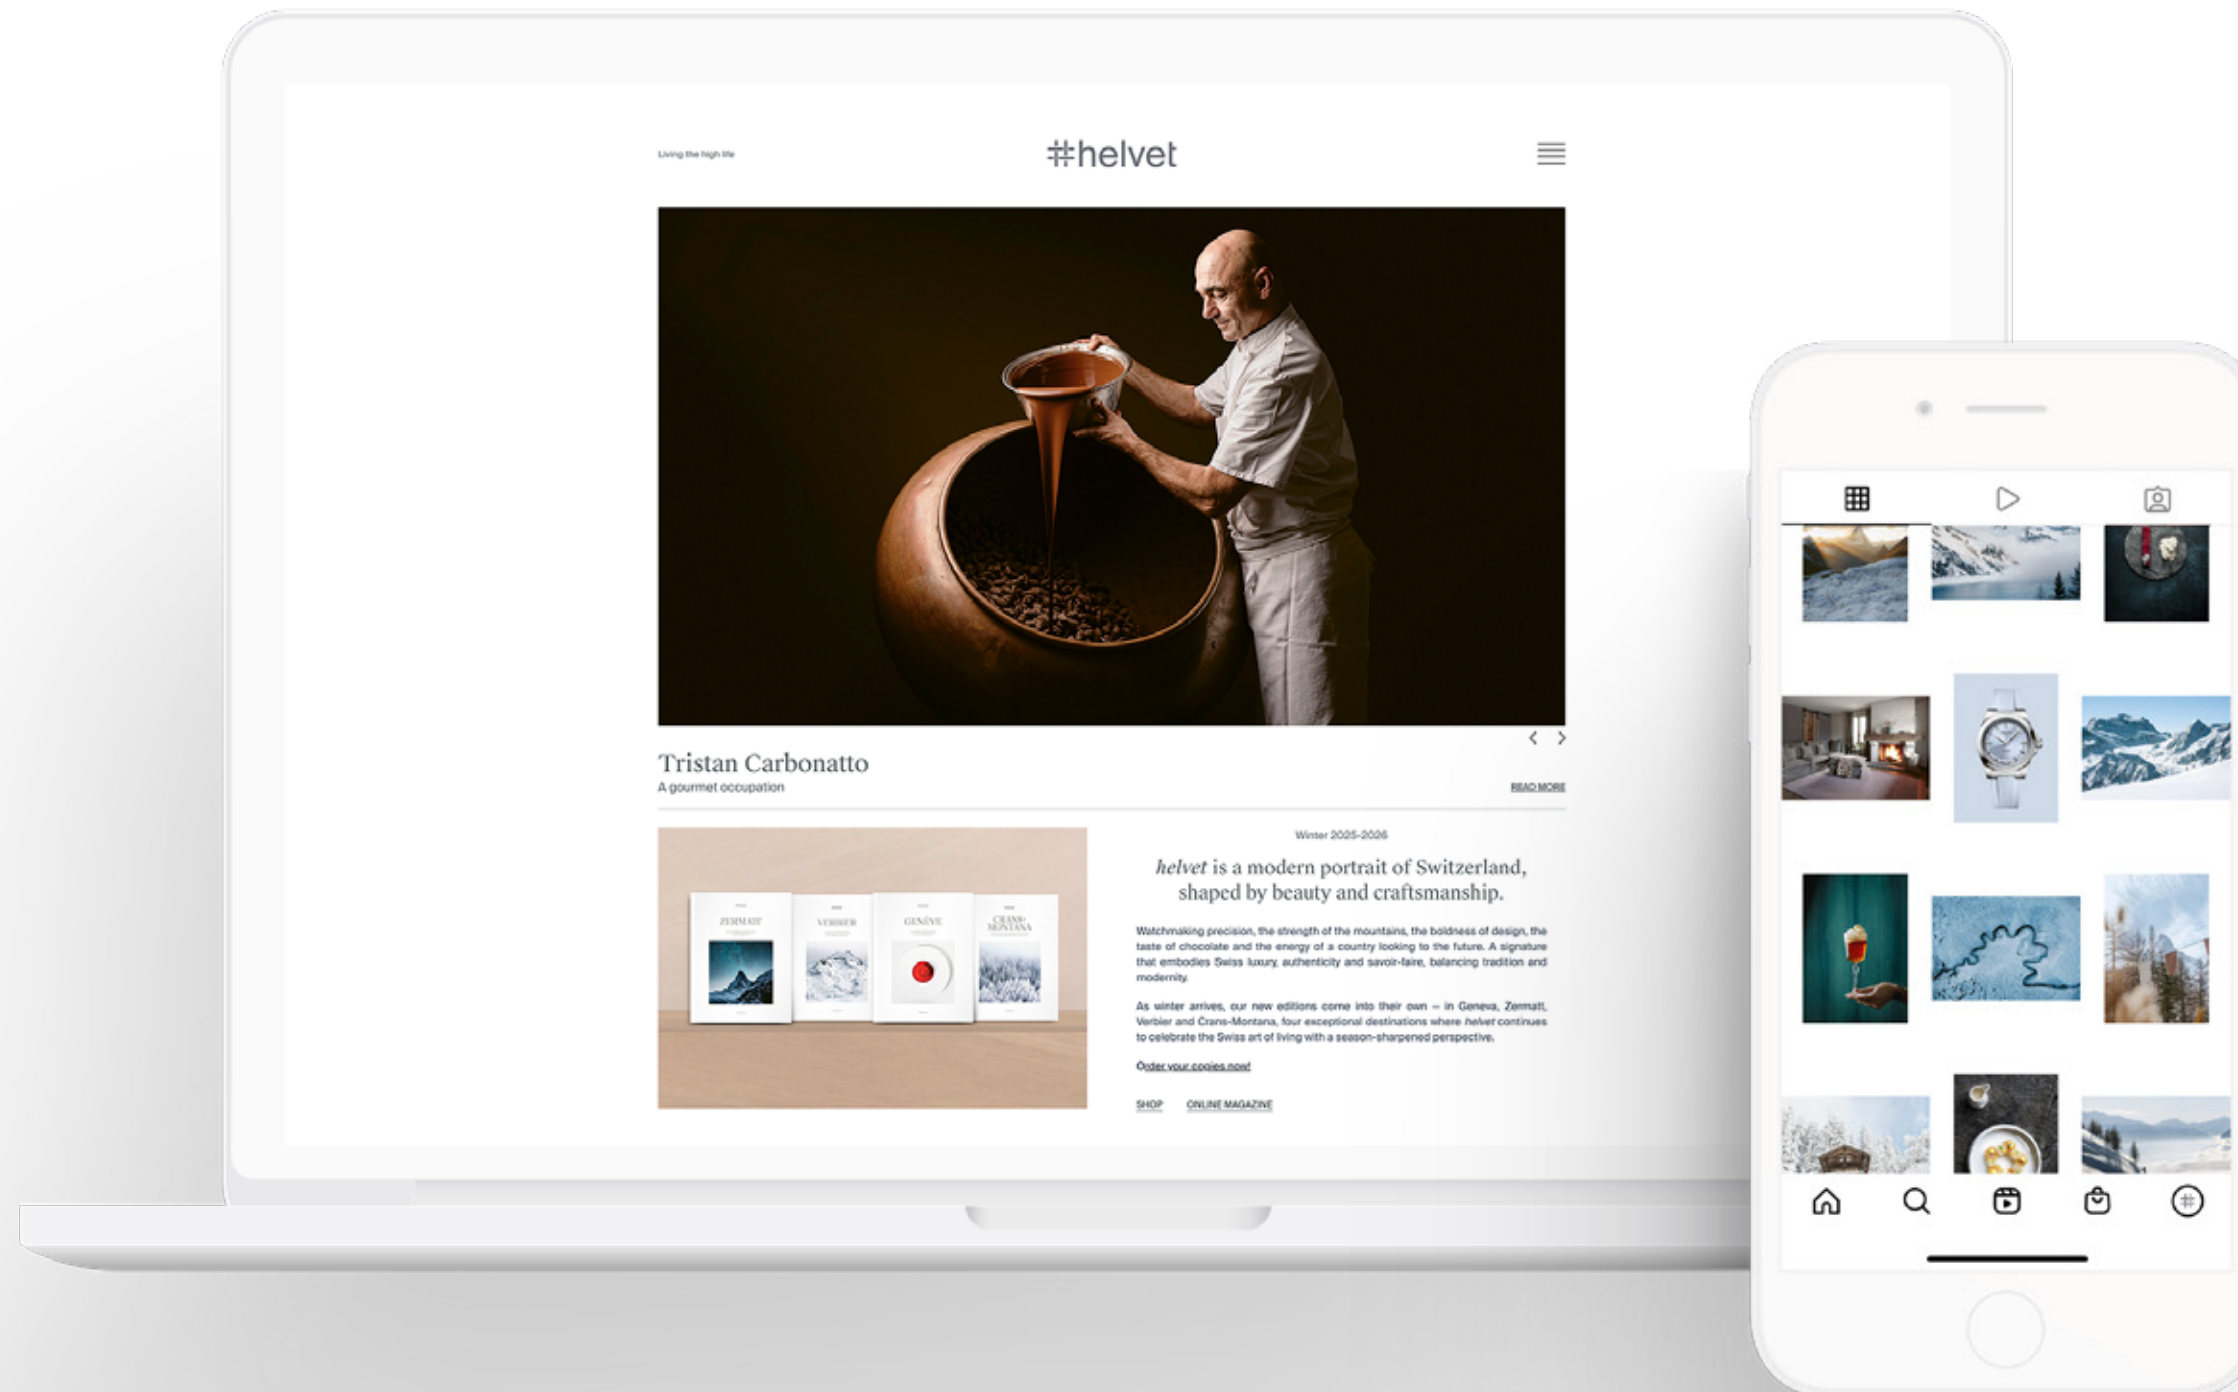 Living the high life
#helvet
Tristan Carbonatto
A gourmet occupation
READ MORE
ZERMATT
VERBIER
GENÈVE
CRANS-
MONTANA
Winter 2025-2026
helvet is a modern portrait of Switzerland,
shaped by beauty and craftsmanship.
Watchmaking precision, the strength of the mountains, the boldness of design, the
taste of chocolate and the energy of a country looking to the future. A signature
that embodies Swiss luxury, authenticity and savoir-faire, balancing tradition and
modernity.
As winter arrives, our new editions come into their own – in Geneva, Zermatt,
Verbier and Crans-Montana, four exceptional destinations where helvet continues
to celebrate the Swiss art of living with a season-sharpened perspective.
Order your copies now!
SHOP
ONLINE MAGAZINE